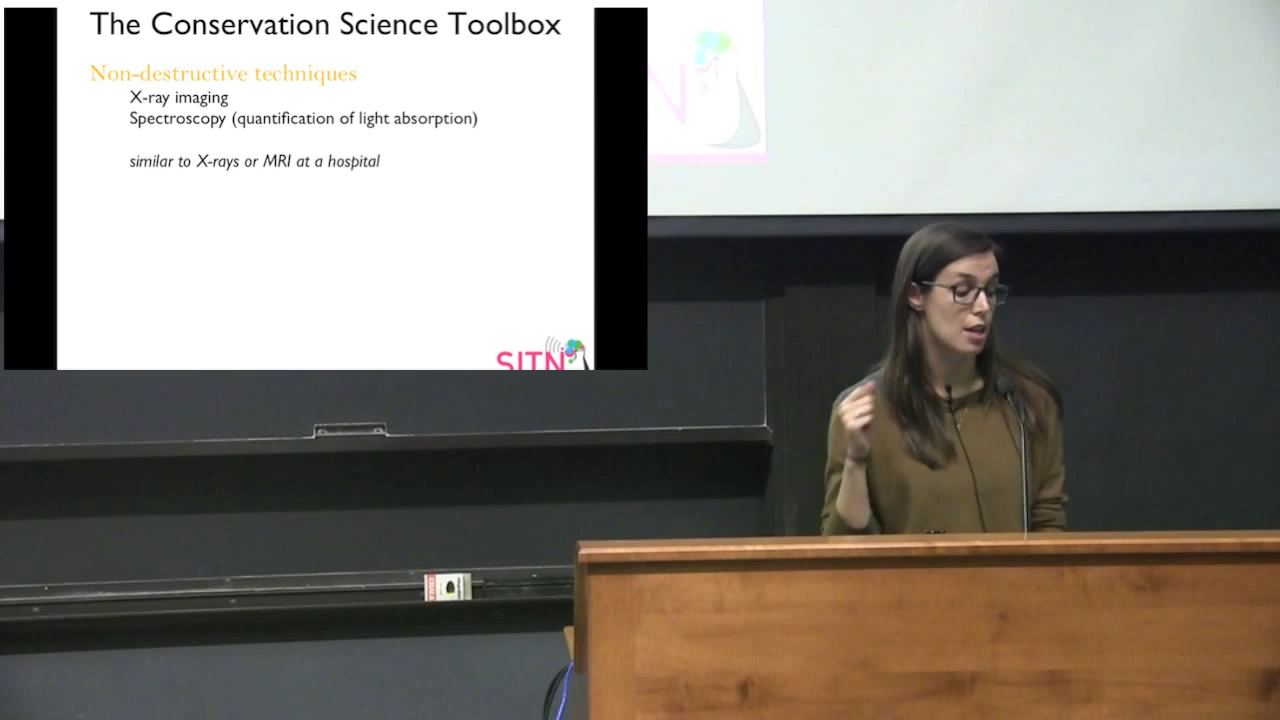 The Conservation Science Toolbox
Non-destructive techniques
X-ray imaging
Spectroscopy (quantification of light absorption)
similar to X-rays or MRI at a hospital
SITN
N